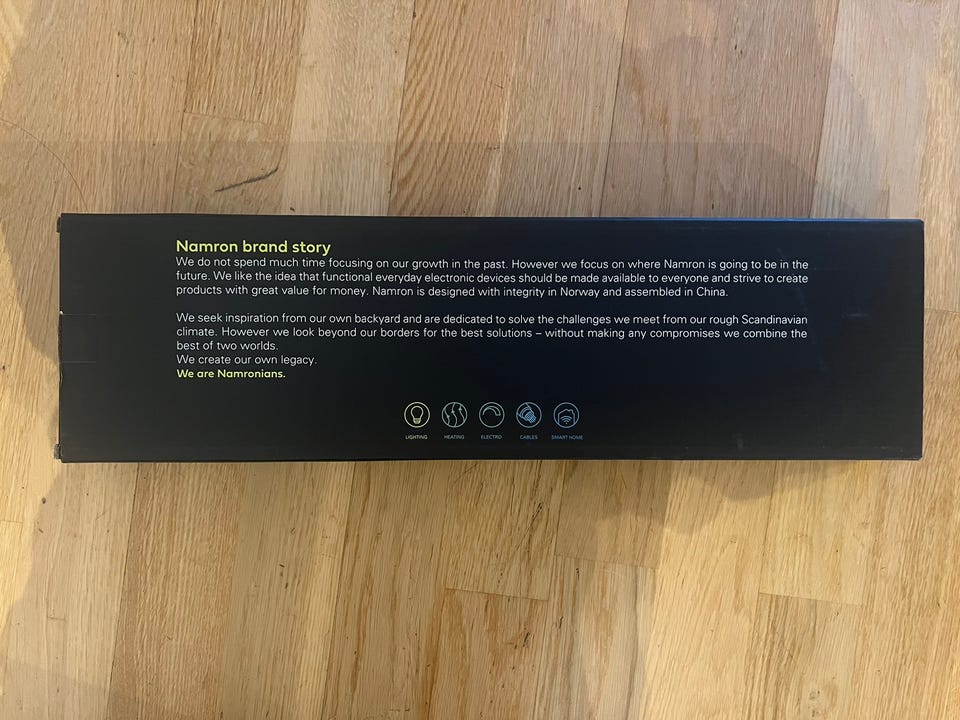 Namron brand story
We do not spend much time focusing on our growth in the past. However we focus on where Namron is going to be in the
future. We like the idea that functional everyday electronic devices should be made available to everyone and strive to create
products with great value for money. Namron is designed with integrity in Norway and assembled in China.
We seek inspiration from our own backyard and are dedicated to solve the challenges we meet from our rough Scandinavian
climate. However we look beyond our borders for the best solutions – without making any compromises we combine the
best of two worlds.
We create our own legacy.
We are Namronians.
LIGHTING HEATING ELECTRO CABLES SMART HOME